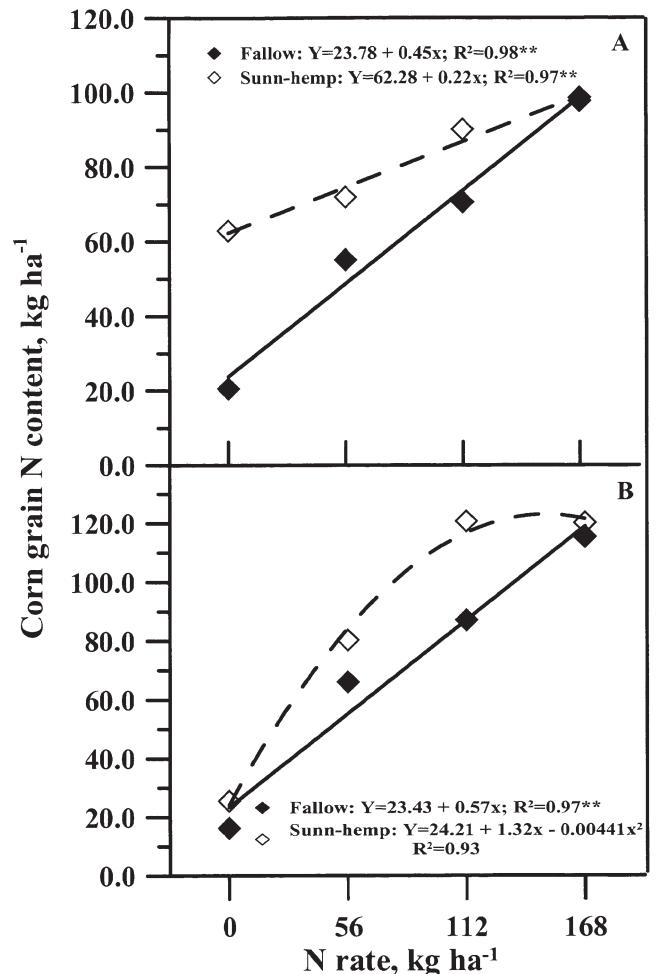 Corn grain N content, kg ha⁻¹
120.0
100.0
80.0
60.0
40.0
20.0
0.0
A
Fallow: Y=23.78 + 0.45x; R²=0.98**
Sunn-hemp: Y=62.28 + 0.22x; R²=0.97**
120.0
100.0
80.0
60.0
40.0
20.0
0.0
B
Fallow: Y=23.43 + 0.57x; R²=0.97**
Sunn-hemp: Y=24.21 + 1.32x - 0.00441x²
R²=0.93
0 56 112 168
N rate, kg ha⁻¹